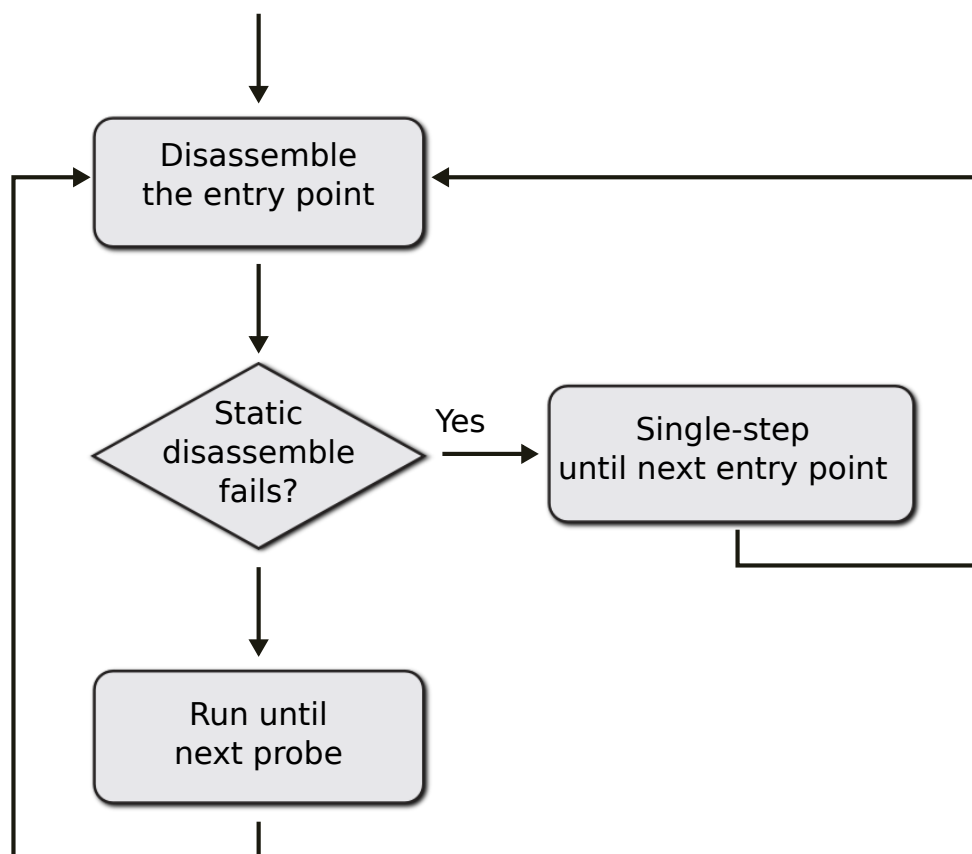 Disassemble
the entry point
Static
disassemble
fails?
Yes
Single-step
until next entry point
Run until
next probe